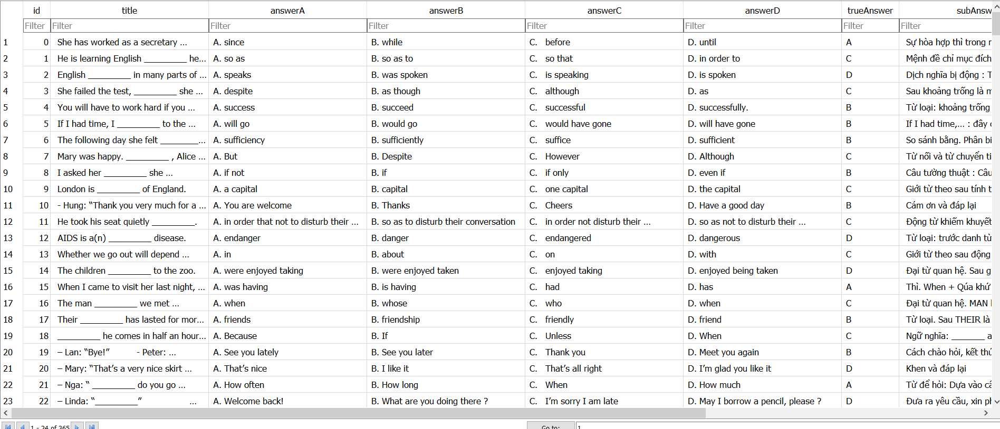 id title answerA answerB answerC answerD trueAnswer subAnsw
Filter Filter Filter Filter Filter Filter Filter Filter
1 0 She has worked as a secretary ... A. since B. while C. before D. until A Sự hòa hợp thì trong
2 1 He is learning English _________ he... A. so as B. so as to C. so that D. in order to C Mệnh đề chỉ mục đích
3 2 English _________ in many parts of ... A. speaks B. was spoken C. is speaking D. is spoken D Dịch nghĩa bị động : T
4 3 She failed the test, _________ she ... A. despite B. as though C. although D. as C Sau khoảng trống là m
5 4 You will have to work hard if you ... A. success B. succeed C. successful D. successfully. B Từ loại: khoảng trống
6 5 If I had time, I _________ to the ... A. will go B. would go C. would have gone D. will have gone B If I had time,... : đây
7 6 The following day she felt ________... A. sufficiency B. sufficiently C. suffice D. sufficient B So sánh bằng. Phân bi
8 7 Mary was happy. _________ , Alice ... A. But B. Despite C. However D. Although C Từ nối và từ chuyển ti
9 8 I asked her _________ she ... A. if not B. if C. if only D. even if B Câu tường thuật : Câu
10 9 London is _________ of England. A. a capital B. capital C. one capital D. the capital C Giới từ theo sau tính t
11 10 - Hung: “Thank you very much for a ... A. You are welcome B. Thanks C. Cheers D. Have a good day B Cám ơn và đáp lại
12 11 He took his seat quietly _________. A. in order that not to disturb their ... B. so as to disturb their conversation C. in order not disturb their ... D. so as not to disturb their ... C Động từ khiếm khuyết
13 12 AIDS is a(n) _________ disease. A. endanger B. danger C. endangered D. dangerous D Từ loại: trước danh từ
14 13 Whether we go out will depend ... A. in B. about C. on D. with C Giới từ theo sau động
15 14 The children _________ to the zoo. A. were enjoyed taking B. were enjoyed taken C. enjoyed taking D. enjoyed being taken D Đại từ quan hệ. Sau g
16 15 When I came to visit her last night, ... A. was having B. is having C. had D. has A Thì. When + Qúa khứ
17 16 The man _________ we met ... A. when B. whose C. who D. when C Đại từ quan hệ. MAN
18 17 Their _________ has lasted for mor... A. friends B. friendship C. friendly D. friend B Từ loại. Sau THEIR là
19 18 _________ he comes in half an hour... A. Because B. If C. Unless D. When C Ngữ nghĩa: _______ a
20 19 – Lan: “Bye!” - Peter: ... A. See you lately B. See you later C. Thank you D. Meet you again B Cách chào hỏi, kết thú
21 20 – Mary: “That’s a very nice skirt ... A. That’s nice B. I like it C. That’s all right D. I’m glad you like it D Khen và đáp lại
22 21 – Nga: “ _________ do you go ... A. How often B. How long C. When D. How much A Từ để hỏi: Dựa vào
23 22 – Linda: “_________” ... A. Welcome back! B. What are you doing there ? C. I’m sorry I am late D. May I borrow a pencil, please ? D Đưa ra yêu cầu, xin
1 - 24 of 365 Go to: 1